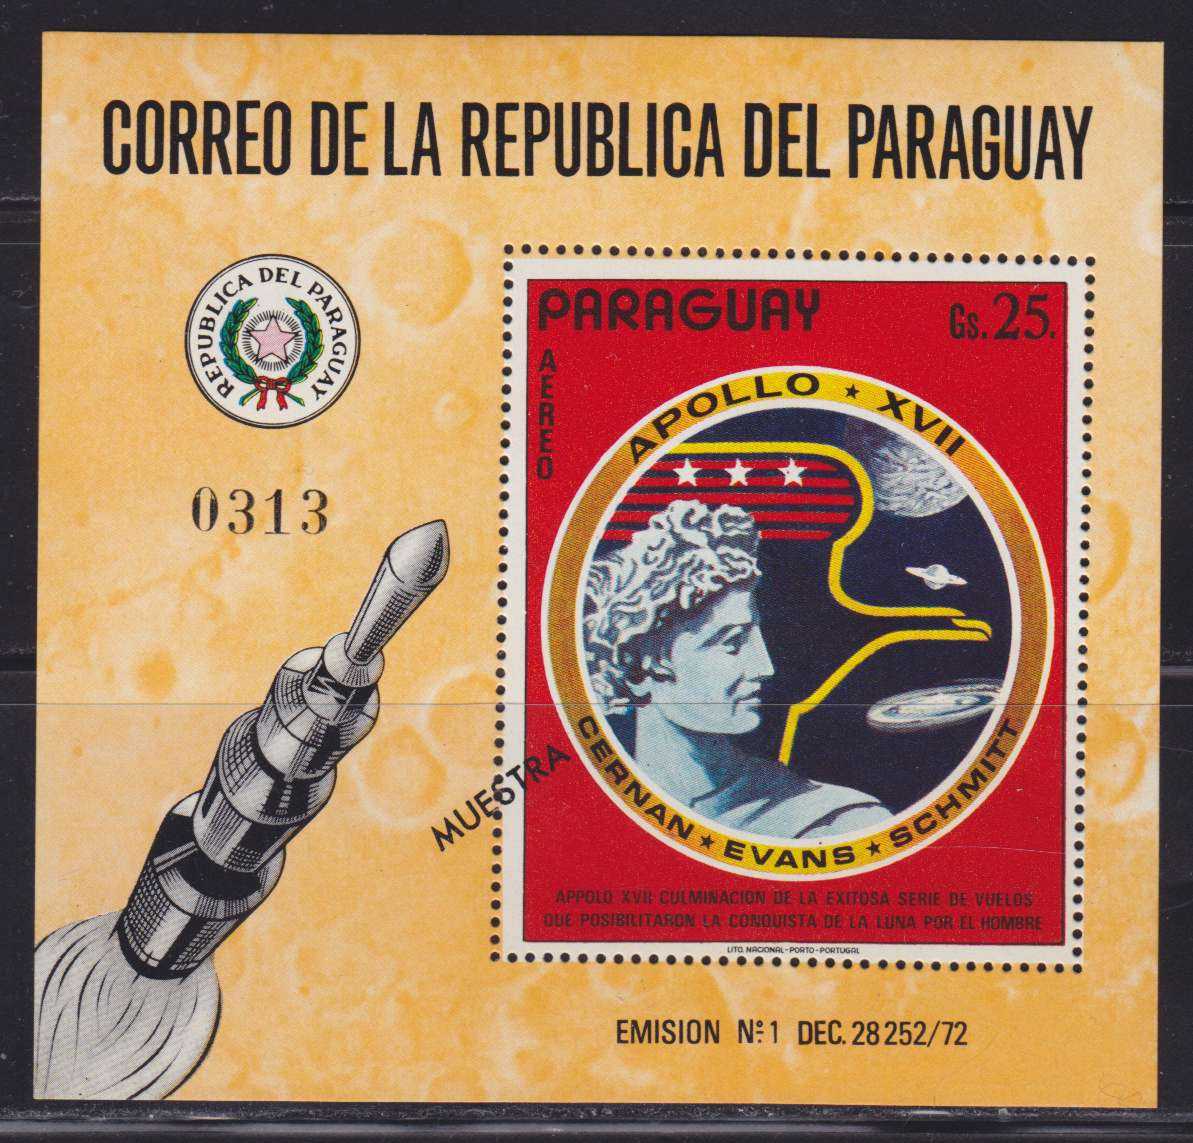 CORREO DE LA REPUBLICA DEL PARAGUAY
REPUBLICA DEL PARAGUAY
0313
PARAGUAY
Gs. 25.
AEREO
APOLLO ★ XVII
CERNAN ★ EVANS ★ SCHMITT
MUESTRA
APPOLO XVII CULMINACION DE LA EXITOSA SERIE DE VUELOS
QUE POSIBILITARON LA CONQUISTA DE LA LUNA POR EL HOMBRE
LITO. NACIONAL-PORTO-PORTUGAL
EMISION Nº. 1 DEC. 28252/72